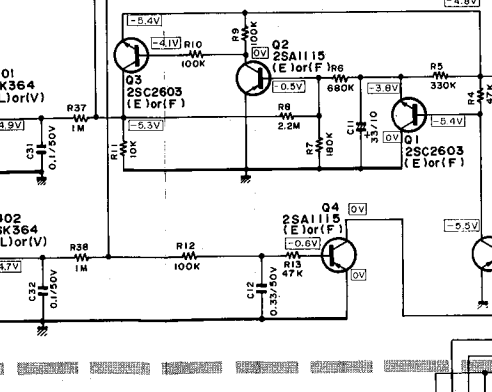 -4.8V
-5.4V
-4.1V
R10
100K
R9
100K
0V
Q2
2SA1115
(E)or(F)
-0.5V
R6
680K
R5
330K
R4
47K
Q3
2SC2603
(E)or(F)
01
K364
L)or(V)
4.9V
R37
1M
-5.3V
R8
2.2M
-3.8V
-5.4V
0V
Q1
2SC2603
(E)or(F)
C31
0.1/50V
R11
10K
R7
180K
C11
33/10
402
SK364
L)or(V)
4.7V
R38
1M
R12
100K
Q4
2SA1115
(E)or(F)
0V
-0.6V
R13
47K
0V
-5.5V
C32
0.1/50V
C12
0.33/50V